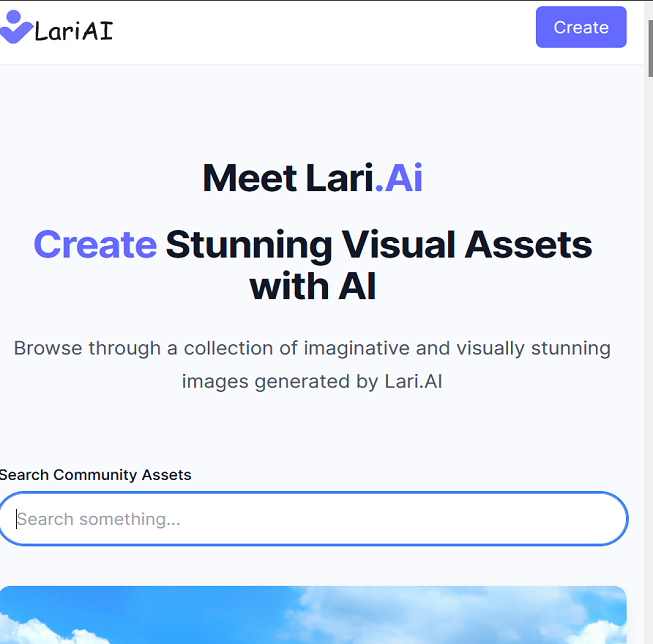 LariAI
Create
Meet Lari.Ai
Create Stunning Visual Assets
with AI
Browse through a collection of imaginative and visually stunning
images generated by Lari.AI
Search Community Assets
Search something...